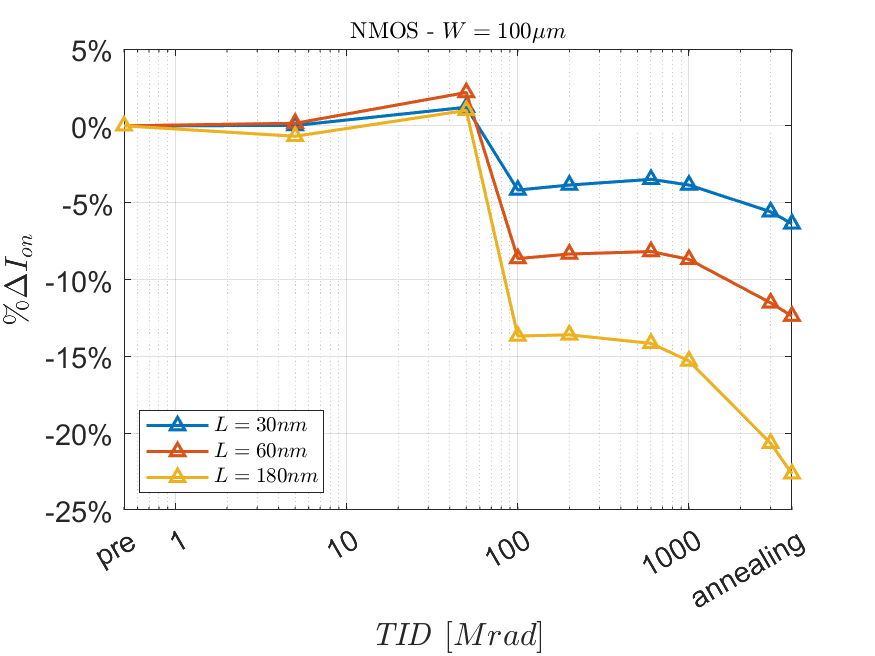 NMOS - W = 100μm
5%
0%
-5%
-10%
-15%
-20%
-25%
%ΔI_on
L = 30nm
L = 60nm
L = 180nm
pre 1 10 100 1000 annealing
TID [Mrad]